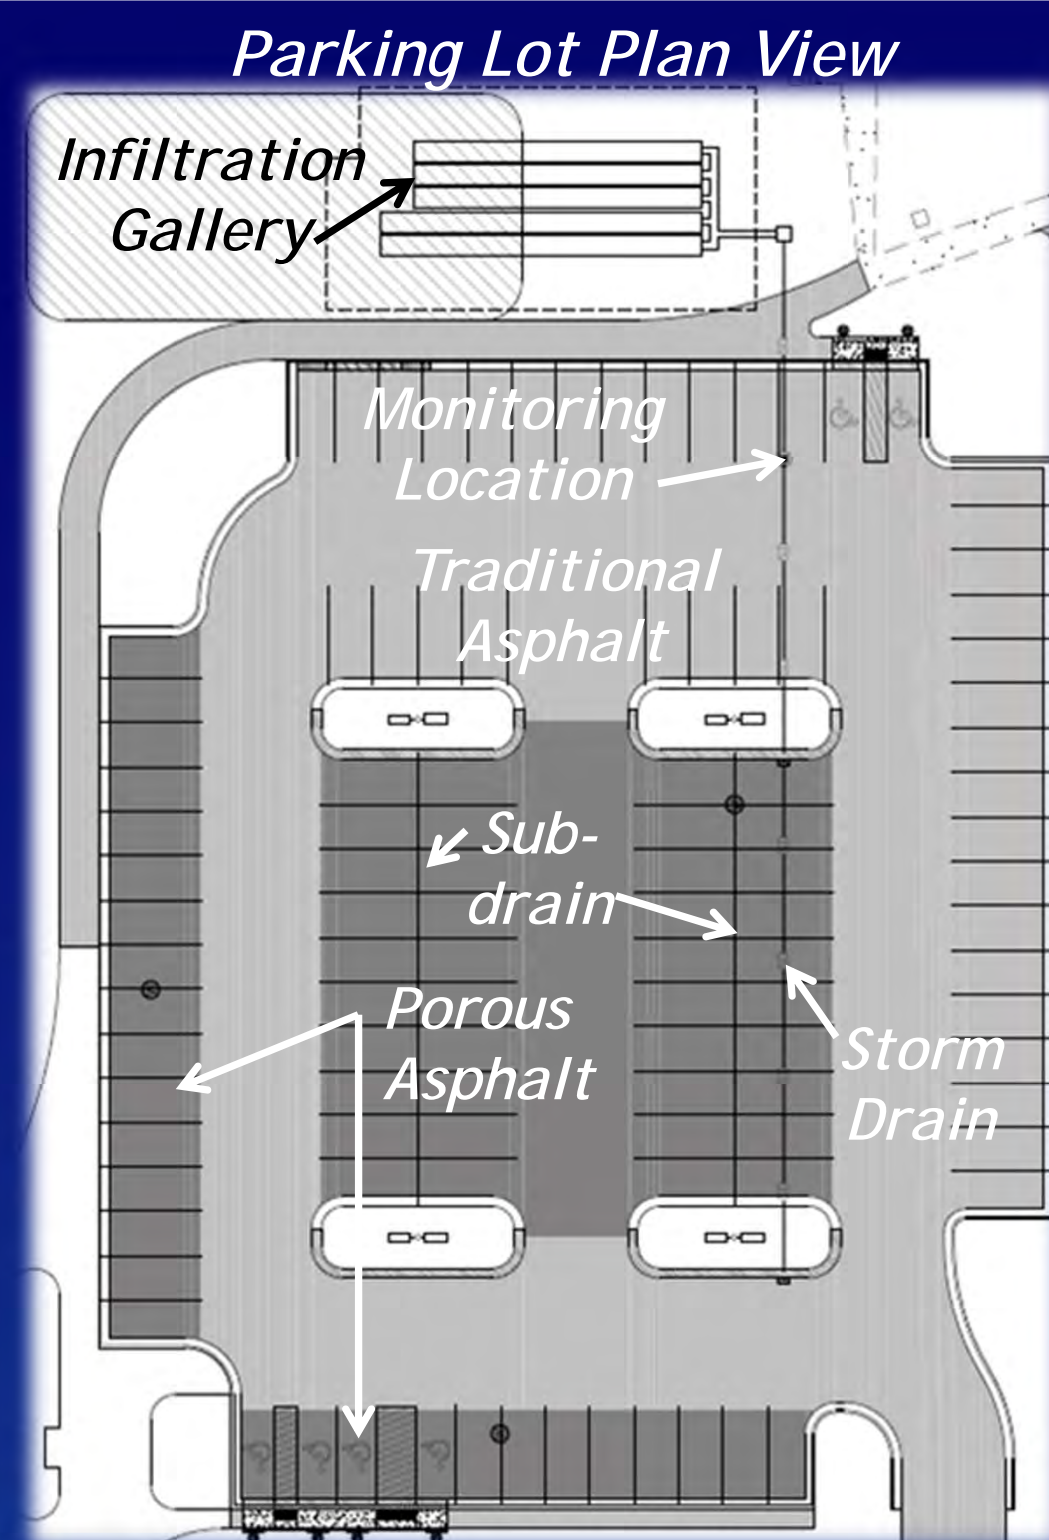 Parking Lot Plan View
Infiltration
Gallery
Monitoring
Location
Traditional
Asphalt
Sub-
drain
Porous
Asphalt
Storm
Drain